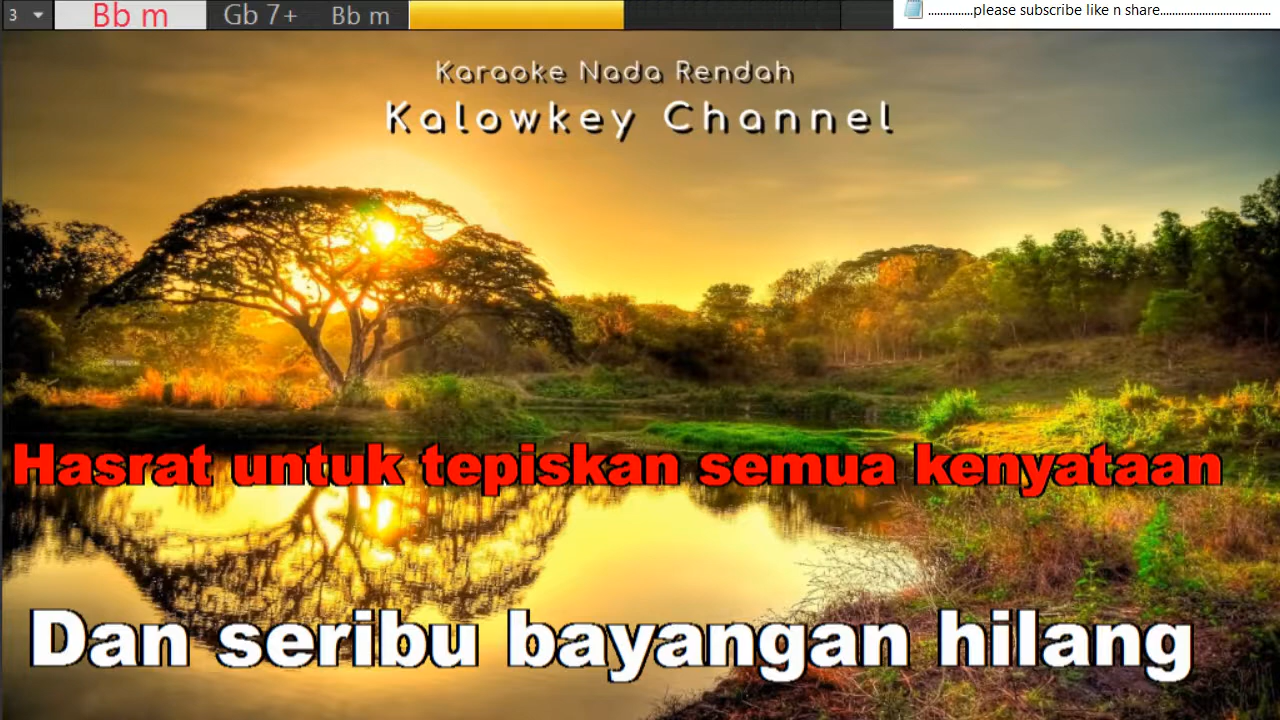 3 Bb m Gb 7+ Bb m
...............please subscribe like n share.....................................
Karaoke Nada Rendah
Kalowkey Channel
Hasrat untuk tepiskan semua kenyataan
Dan seribu bayangan hilang